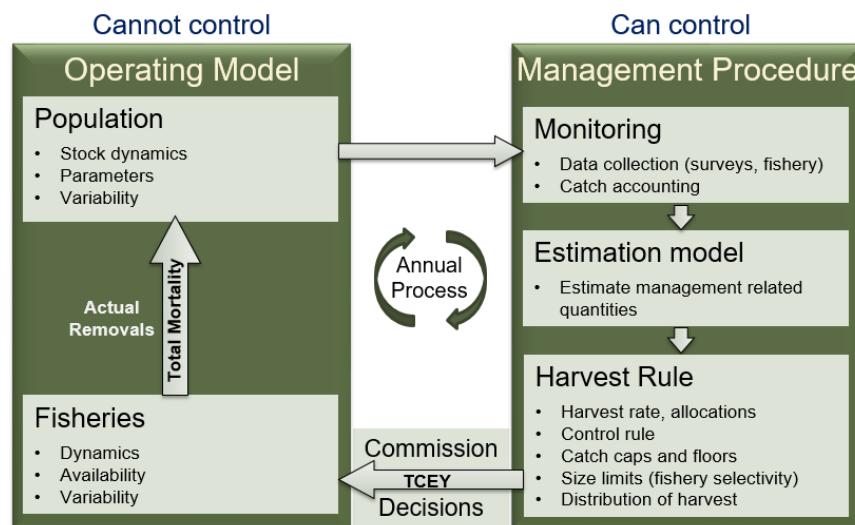 Cannot control
Can control
Operating Model
Population
• Stock dynamics
• Parameters
• Variability
Actual
Removals
Total Mortality
Fisheries
• Dynamics
• Availability
• Variability
Annual
Process
Commission
TCEY
Decisions
Management Procedure
Monitoring
• Data collection (surveys, fishery)
• Catch accounting
Estimation model
• Estimate management related
quantities
Harvest Rule
• Harvest rate, allocations
• Control rule
• Catch caps and floors
• Size limits (fishery selectivity)
• Distribution of harvest